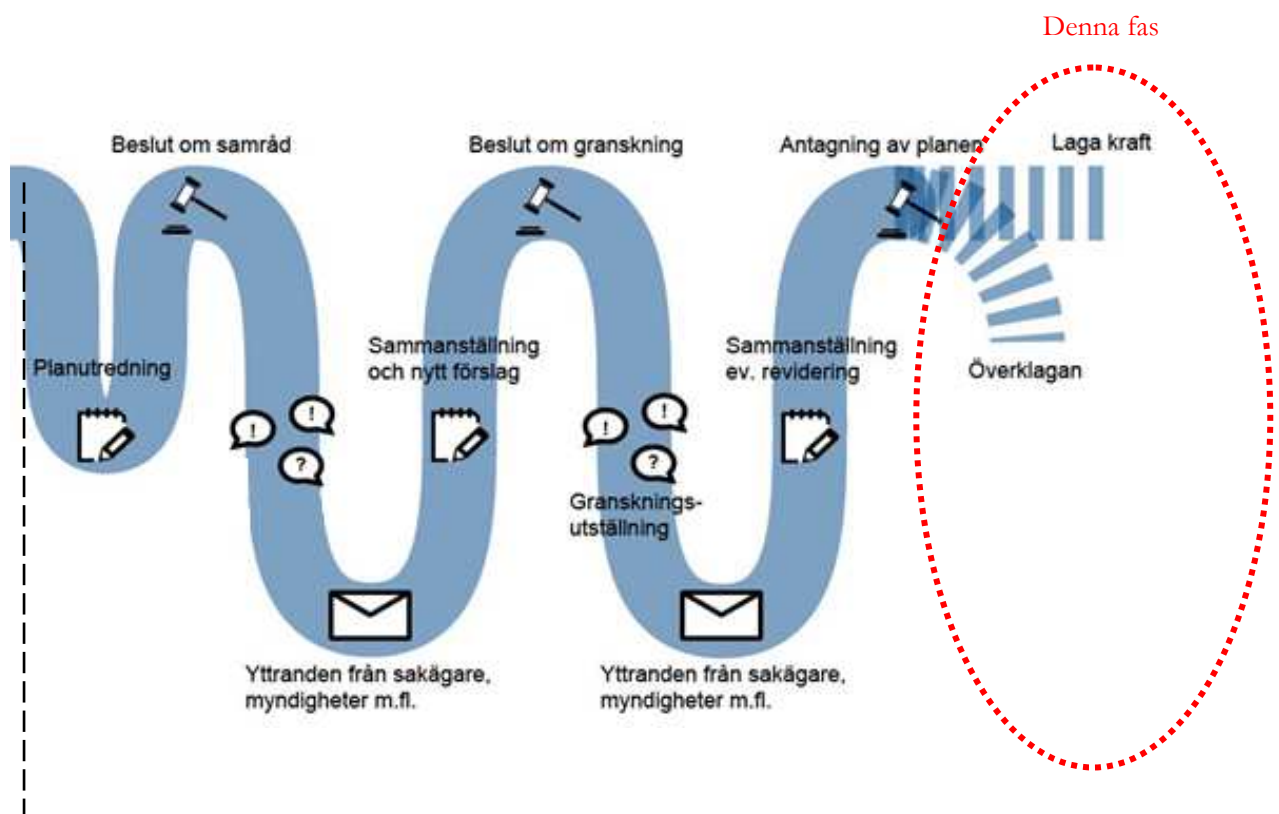 Denna fas
Beslut om samråd
Beslut om granskning
Antagning av planen
Laga kraft
Planutredning
Sammanställning
och nytt förslag
Sammanställning
ev. revidering
Överklagan
!
!
?
!
!
?
Gransknings-
utställning
Yttranden från sakägare,
myndigheter m.fl.
Yttranden från sakägare,
myndigheter m.fl.